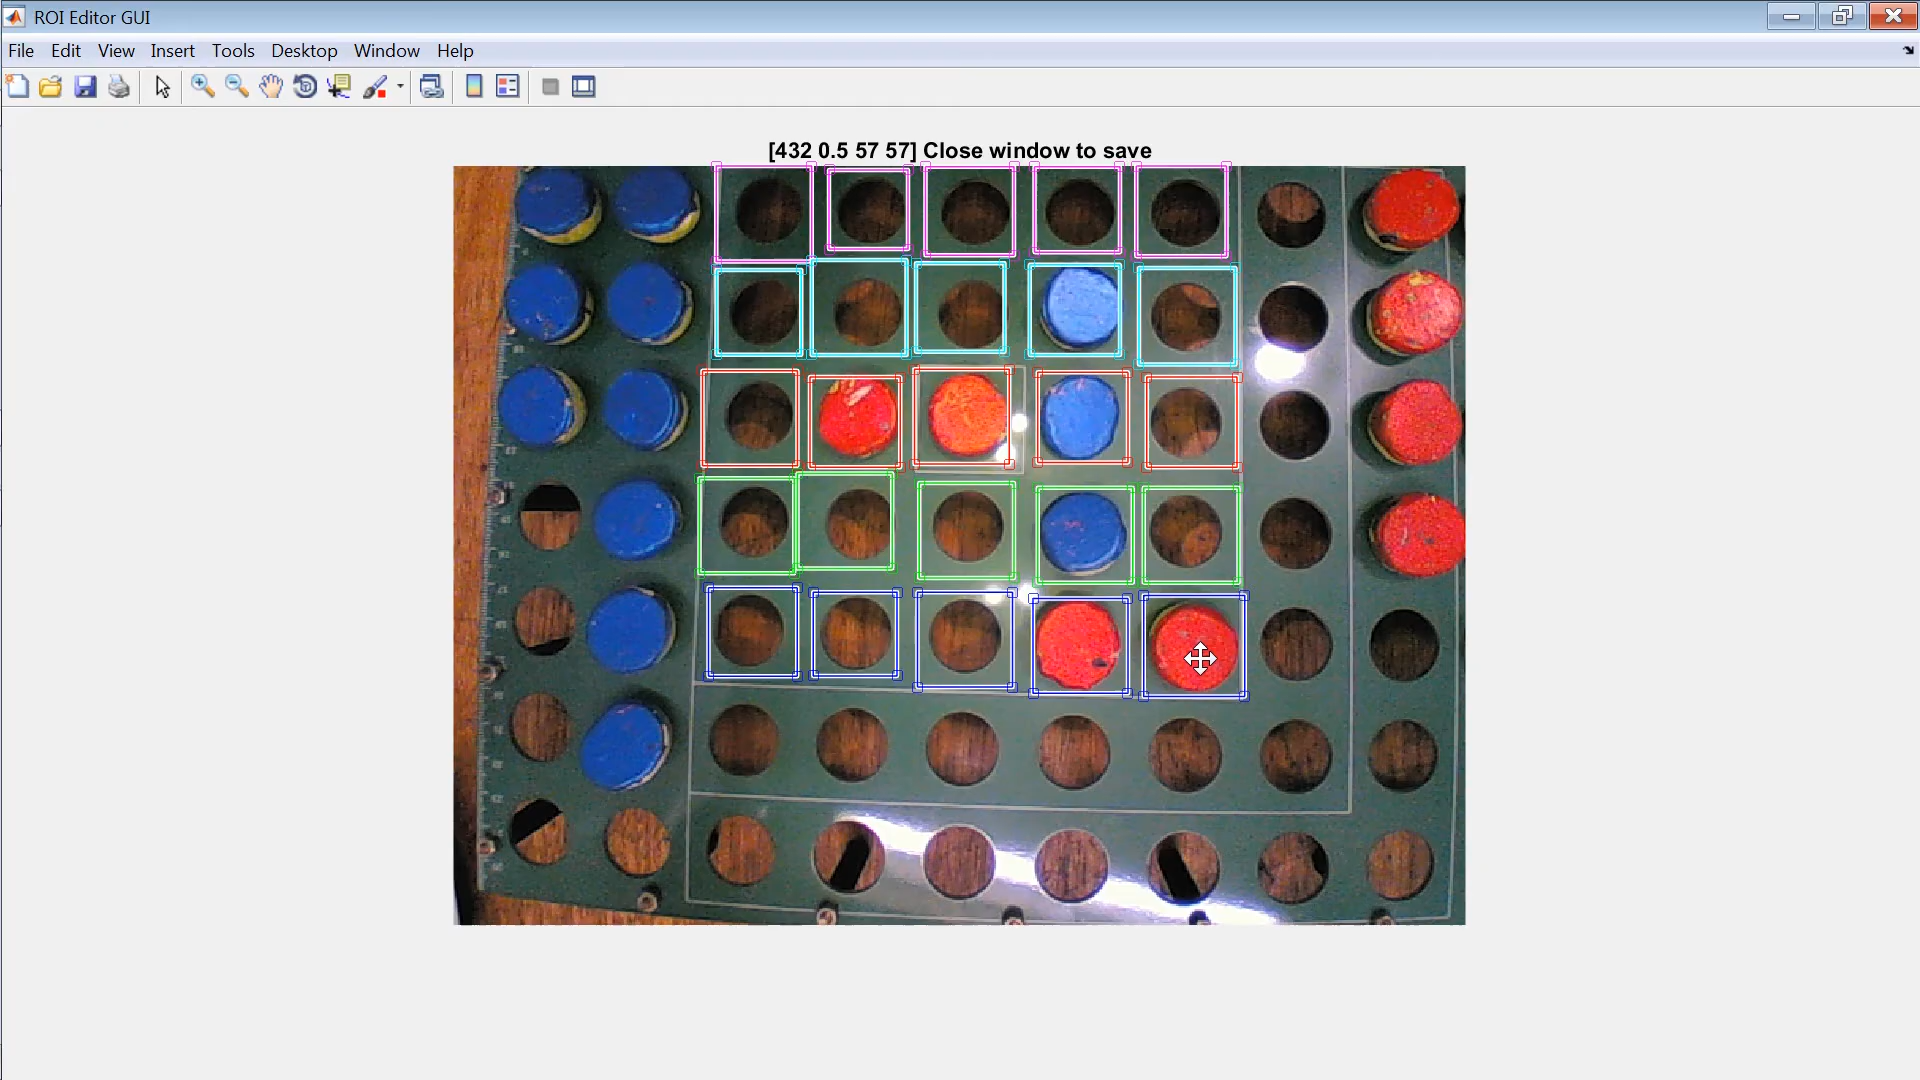 ROI Editor GUI
File Edit View Insert Tools Desktop Window Help
[432 0.5 57 57] Close window to save